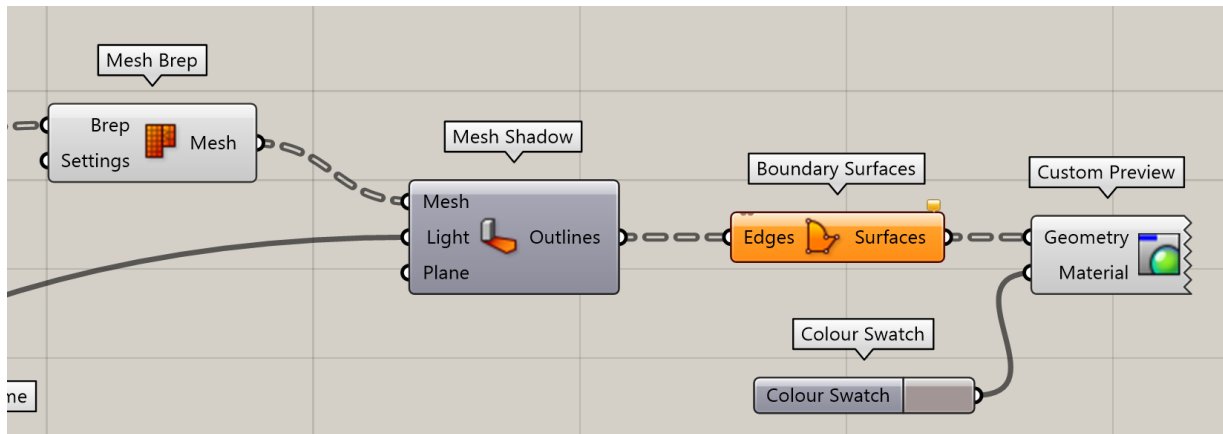 Mesh Brep
Brep
Settings
Mesh
Mesh Shadow
Mesh
Light
Plane
Outlines
Boundary Surfaces
Edges
Surfaces
Custom Preview
Geometry
Material
Colour Swatch
Colour Swatch
me